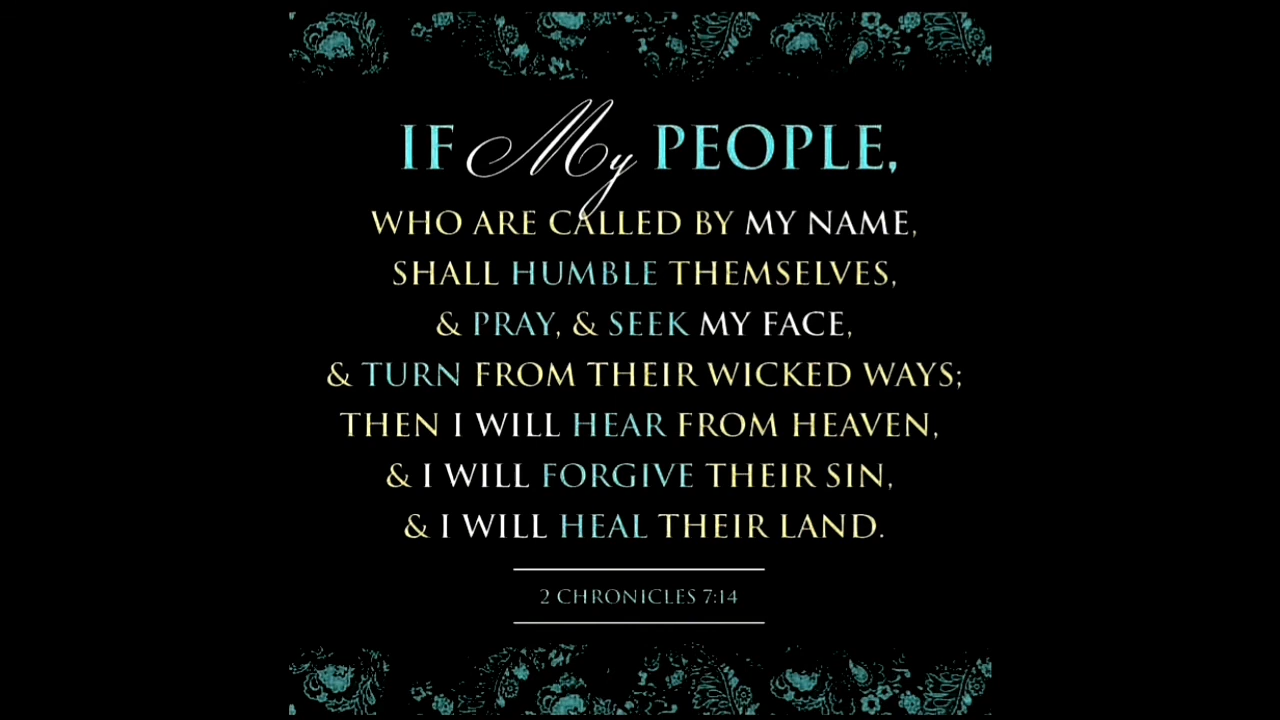 IF My PEOPLE,
WHO ARE CALLED BY MY NAME,
SHALL HUMBLE THEMSELVES,
& PRAY, & SEEK MY FACE,
& TURN FROM THEIR WICKED WAYS;
THEN I WILL HEAR FROM HEAVEN,
& I WILL FORGIVE THEIR SIN,
& I WILL HEAL THEIR LAND.
2 CHRONICLES 7:14